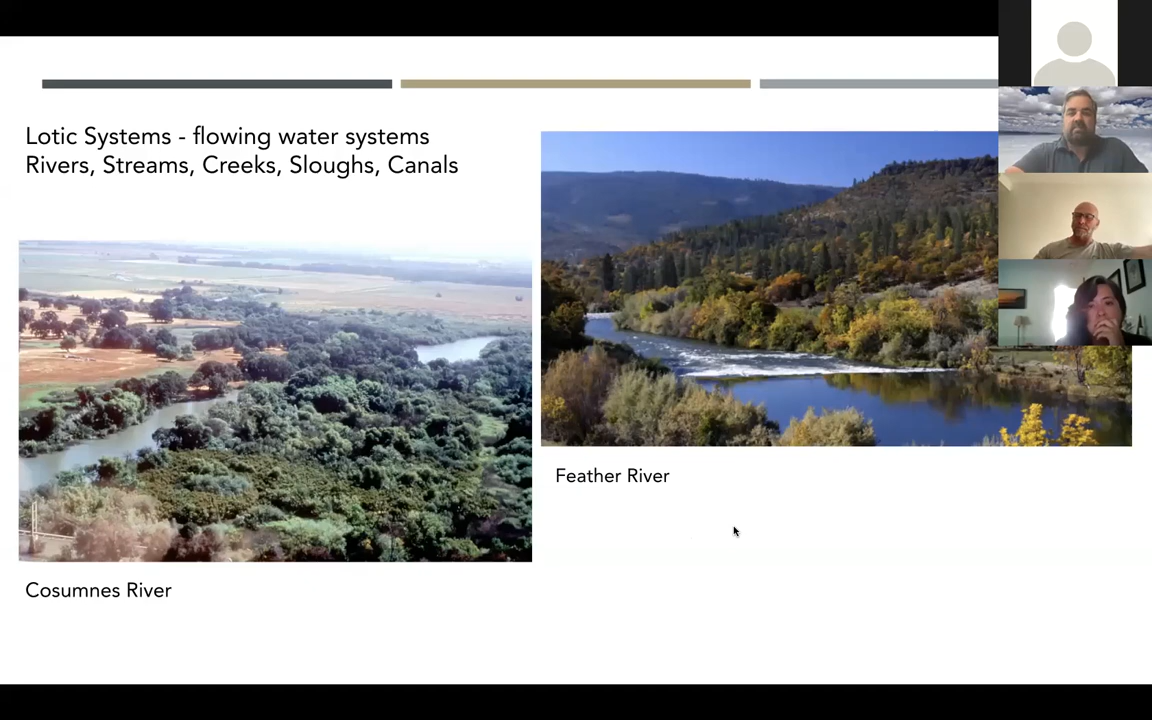 Lotic Systems - flowing water systems
Rivers, Streams, Creeks, Sloughs, Canals
Feather River
Cosumnes River